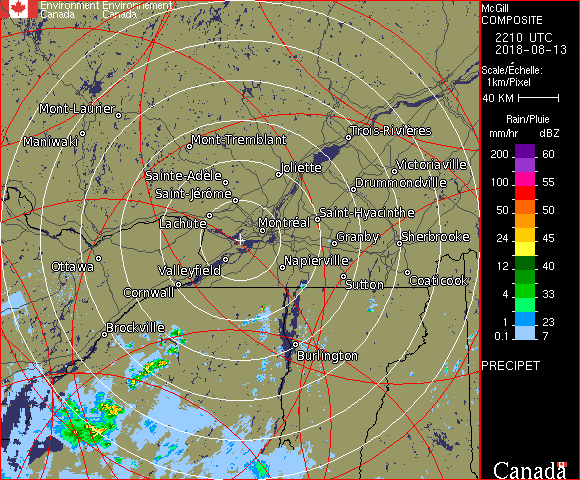 Environment Environnement
Canada Canada
McGill
COMPOSITE
2210 UTC
2018-08-13
Scale/Échelle:
1km/Pixel
40 KM
Rain/Pluie
mm/hr dBZ
200 60
150 57
100 55
50 50
24 45
12 40
4 33
1 23
0.1 7
PRECIPET
Canada
Mont-Laurier
Maniwaki
Mont-Tremblant
Trois-Rivières
Sainte-Adèle
Joliette
Victoriaville
Saint-Jérôme
Drummondville
Lachute
Montréal
Saint-Hyacinthe
Granby
Sherbrooke
Ottawa
Valleyfield
Napierville
Cornwall
Sutton
Coaticook
Brockville
Burlington